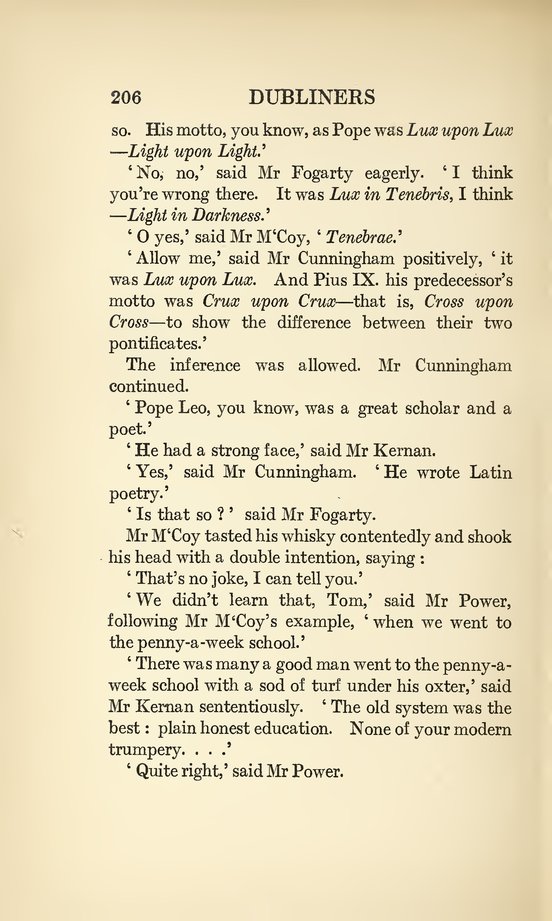 206 DUBLINERS
so. His motto, you know, as Pope was Lux upon Lux
—Light upon Light.'
‘No, no,’ said Mr Fogarty eagerly. ‘I think
you're wrong there. It was Lux in Tenebris, I think
—Light in Darkness.’
‘O yes,’ said Mr M‘Coy, ‘Tenebrae.’
‘Allow me,’ said Mr Cunningham positively, ‘it
was Lux upon Lux. And Pius IX. his predecessor's
motto was Crux upon Crux—that is, Cross upon
Cross—to show the difference between their two
pontificates.’
The inference was allowed. Mr Cunningham
continued.
‘Pope Leo, you know, was a great scholar and a
poet.’
‘He had a strong face,’ said Mr Kernan.
‘Yes,’ said Mr Cunningham. ‘He wrote Latin
poetry.’
‘Is that so?’ said Mr Fogarty.
Mr M‘Coy tasted his whisky contentedly and shook
his head with a double intention, saying:
‘That's no joke, I can tell you.’
‘We didn't learn that, Tom,’ said Mr Power,
following Mr M‘Coy's example, ‘when we went to
the penny-a-week school.’
‘There was many a good man went to the penny-a-
week school with a sod of turf under his oxter,’ said
Mr Kernan sententiously. ‘The old system was the
best: plain honest education. None of your modern
trumpery. . . .’
‘Quite right,’ said Mr Power.